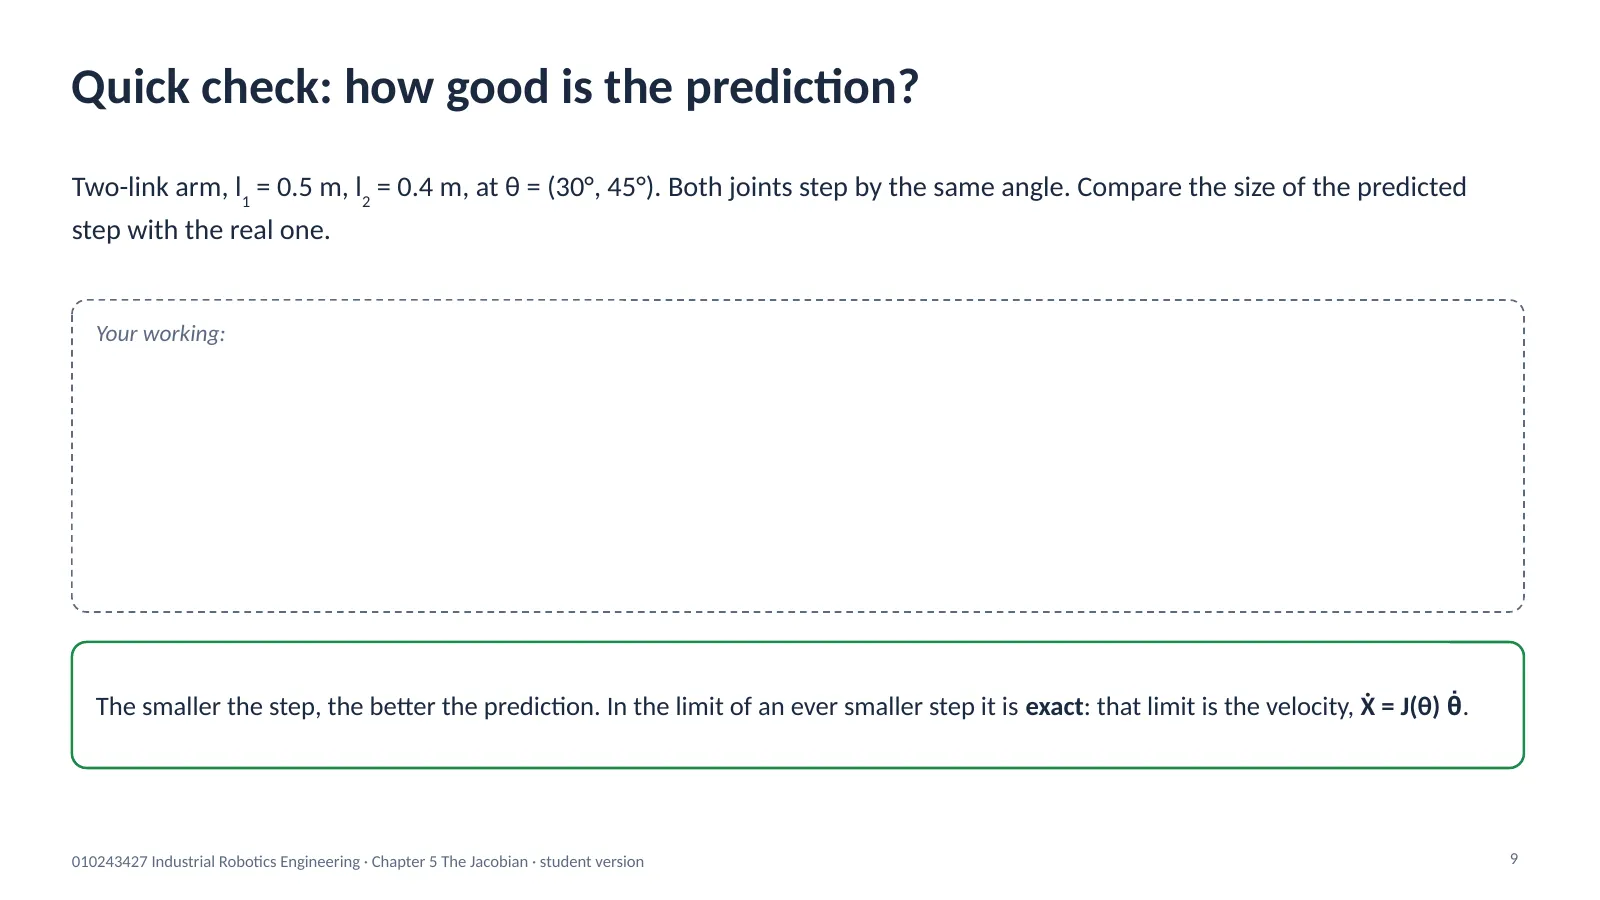 Quick check: how good is the prediction?
Two-link arm, l₁ = 0.5 m, l₂ = 0.4 m, at θ = (30°, 45°). Both joints step by the same angle. Compare the size of the predicted
step with the real one.
Your working:
The smaller the step, the better the prediction. In the limit of an ever smaller step it is exact: that limit is the velocity, Ẋ = J(θ) θ̇.
010243427 Industrial Robotics Engineering · Chapter 5 The Jacobian · student version
9